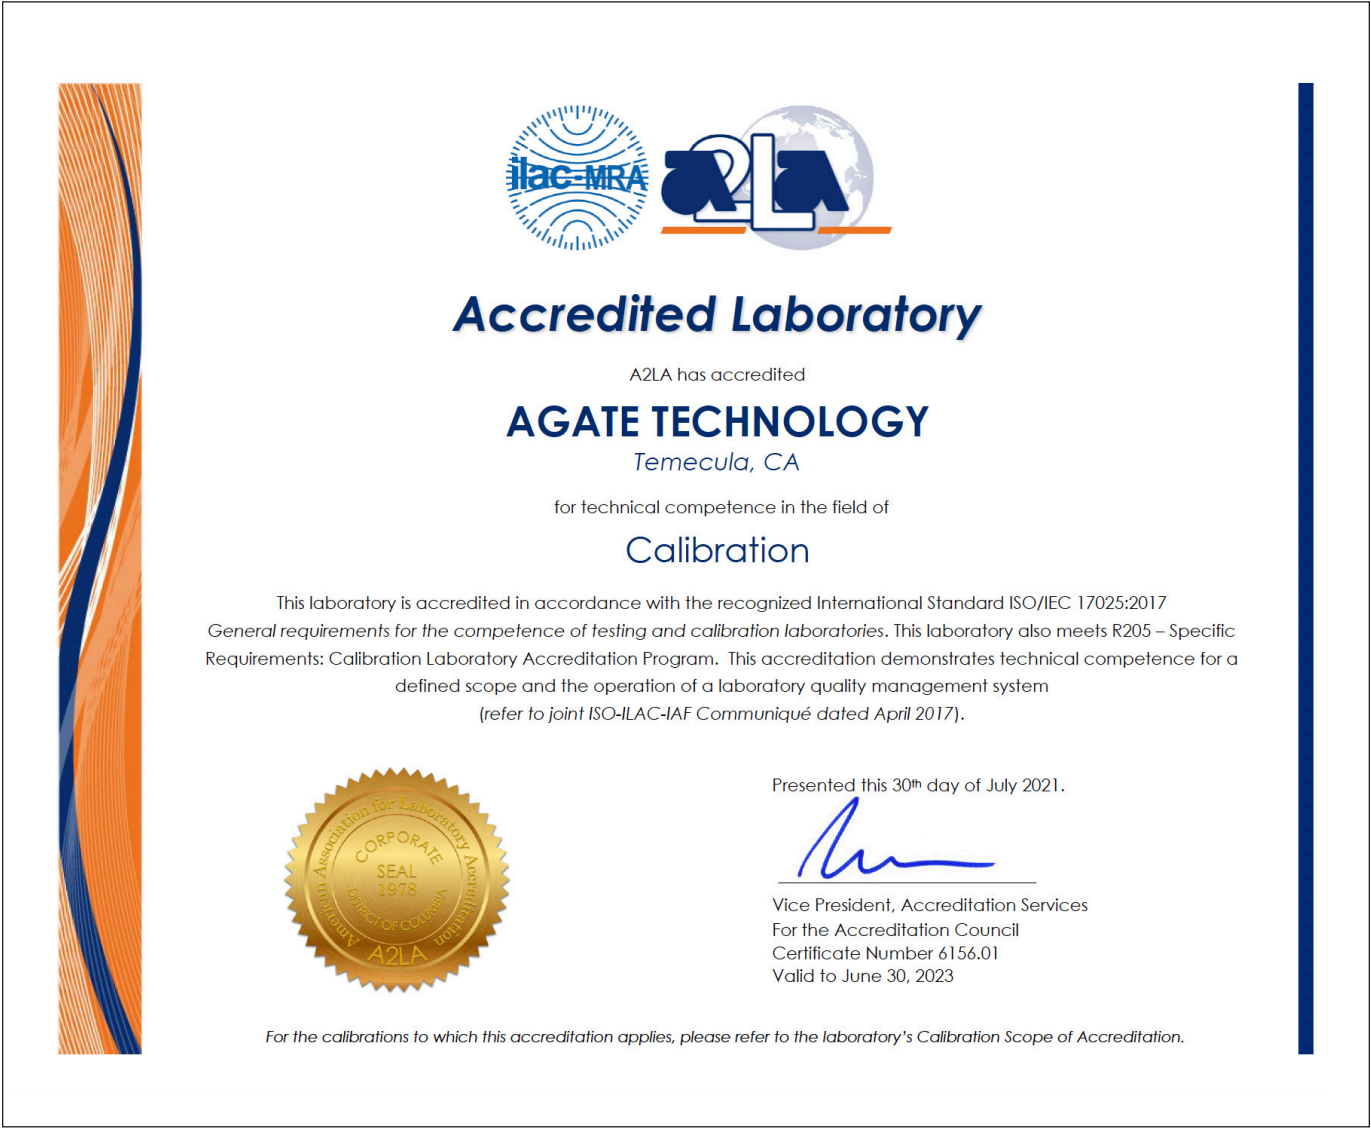 ilac-MRA
a2La
Accredited Laboratory
A2LA has accredited
AGATE TECHNOLOGY
Temecula, CA
for technical competence in the field of
Calibration
This laboratory is accredited in accordance with the recognized International Standard ISO/IEC 17025:2017
General requirements for the competence of testing and calibration laboratories. This laboratory also meets R205 – Specific
Requirements: Calibration Laboratory Accreditation Program.  This accreditation demonstrates technical competence for a
defined scope and the operation of a laboratory quality management system
(refer to joint ISO-ILAC-IAF Communiqué dated April 2017).
American Association for Laboratory Accreditation
CORPORATE
SEAL
1978
DISTRICT OF COLUMBIA
A2LA
Presented this 30th day of July 2021.
Vice President, Accreditation Services
For the Accreditation Council
Certificate Number 6156.01
Valid to June 30, 2023
For the calibrations to which this accreditation applies, please refer to the laboratory’s Calibration Scope of Accreditation.